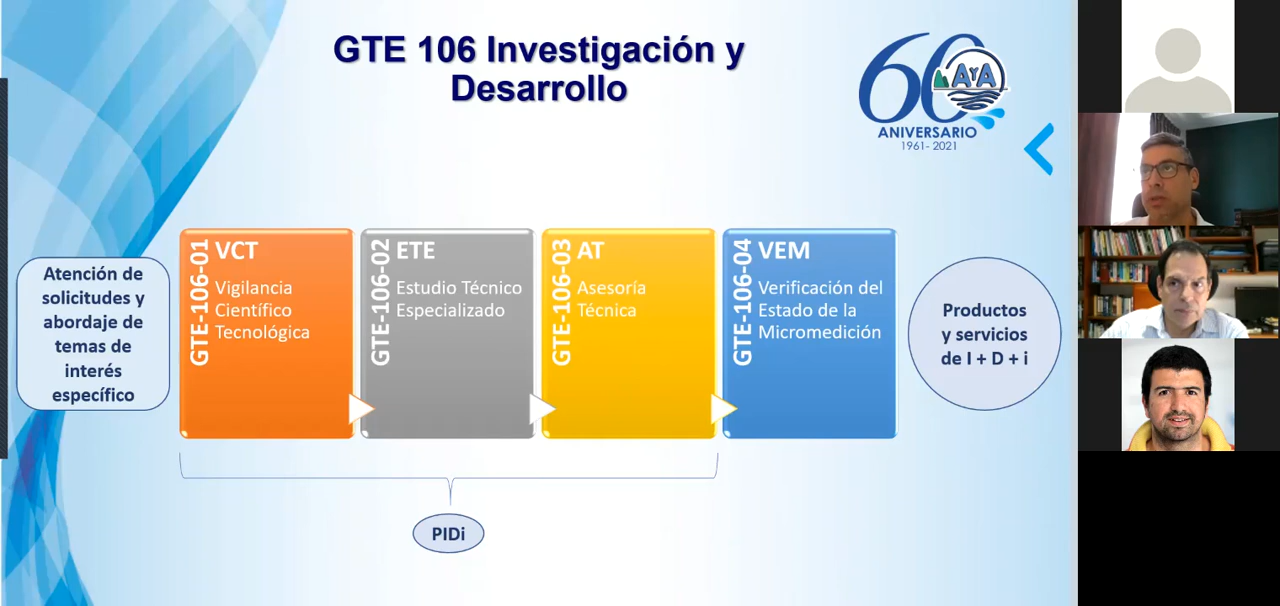 GTE 106 Investigación y
Desarrollo
60
AyA
ANIVERSARIO
1961- 2021
Atención de
solicitudes y
abordaje de
temas de
interés
específico
GTE-106-01
VCT
Vigilancia
Científico
Tecnológica
GTE-106-02
ETE
Estudio Técnico
Especializado
GTE-106-03
AT
Asesoría
Técnica
GTE-106-04
VEM
Verificación del
Estado de la
Micromedición
Productos
y servicios
de I + D + i
PIDi